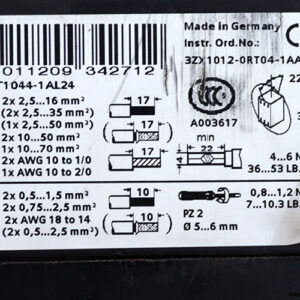 Made in Germany
Instr. Ord.No.:
011209 342712 3ZX1012-0RT04-1AA
T1044-1AL24
2x 2,5...16 mm² 17 22
(2x 2,5...35 mm²)
(1x 2,5...50 mm²) 17 A003617
2x 10...50 mm² min
1x 10...70 mm² 17 22 4...6 N
2x AWG 10 to 1/0 14 36...53 LB.
1x AWG 10 to 2/0
2x 0,5...1,5 mm² 10 0,8...1,2
2x 0,75...2,5 mm² 7...10.3 LB.
2x AWG 18 to 14 10 PZ 2
(2x 0,5...2,5 mm²) Ø 5...6 mm